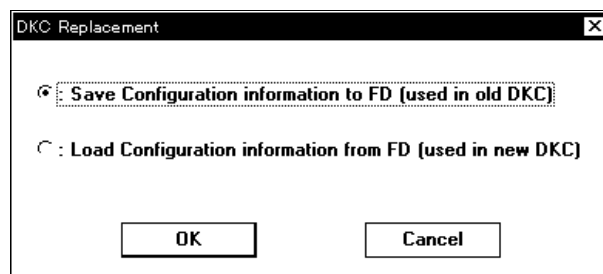 DKC Replacement
: Save Configuration information to FD (used in old DKC)
: Load Configuration information from FD (used in new DKC)
OK
Cancel